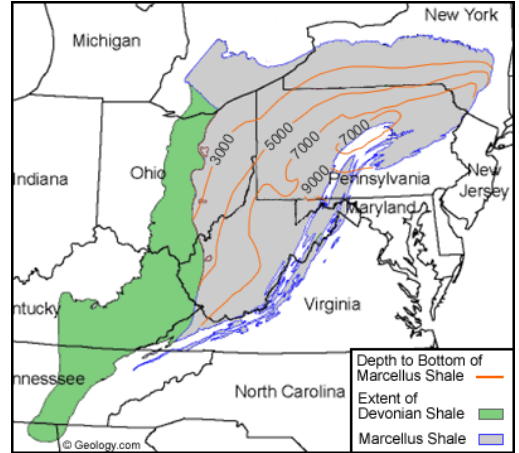 New York
Michigan
3000
5000
7000
7000
9000
Ohio
Indiana
Pennsylvania
New
Jersey
Maryland
ntucky
Virginia
nnesssee
North Carolina
Depth to Bottom of
Marcellus Shale
Extent of
Devonian Shale
Marcellus Shale
© Geology.com